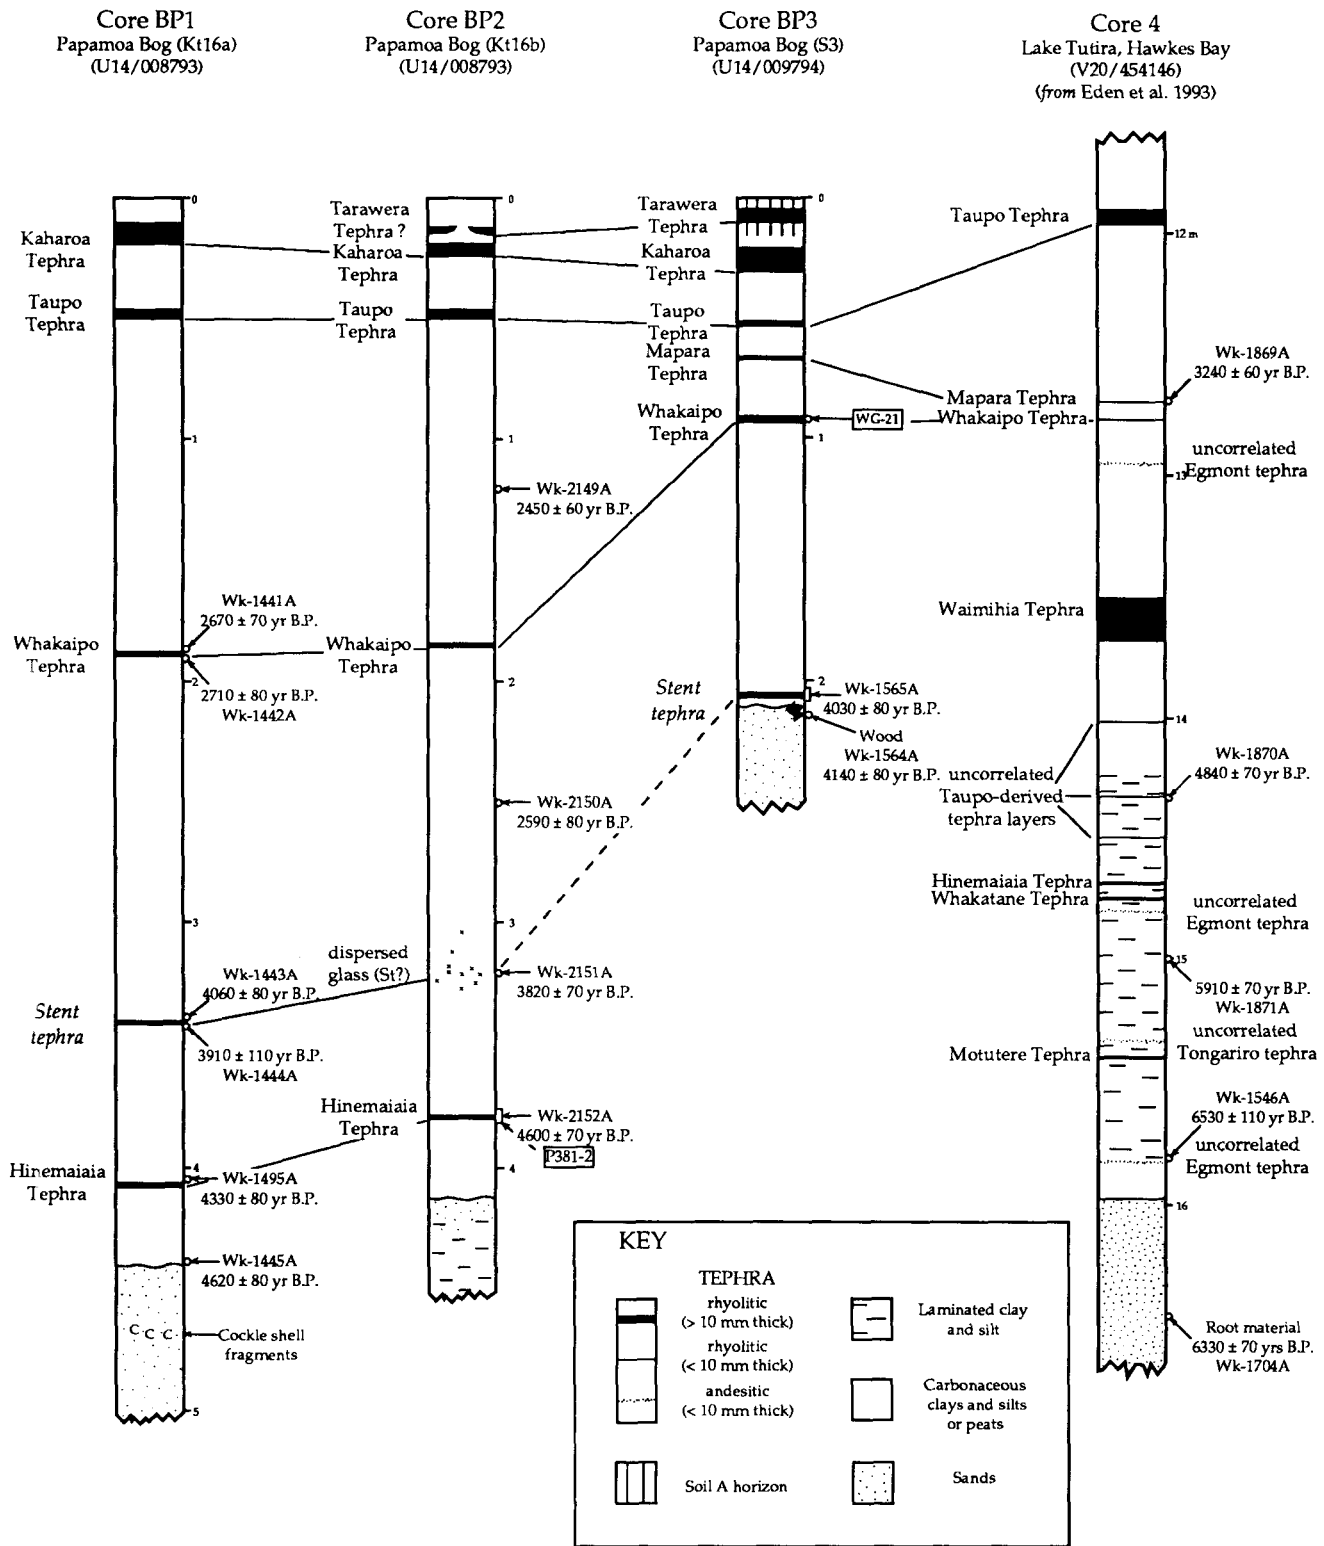 Core BP1
Papamoa Bog (Kt16a)
(U14/008793)
Kaharoa
Tephra
Taupo
Tephra
Wk-1441A
2670 ± 70 yr B.P.
Whakaipo
Tephra
2710 ± 80 yr B.P.
Wk-1442A
Wk-1443A
4060 ± 80 yr B.P.
Stent
tephra
3910 ± 110 yr B.P.
Wk-1444A
Hinemaiaia
Tephra
Wk-1495A
4330 ± 80 yr B.P.
Wk-1445A
4620 ± 80 yr B.P.
C C C
Cockle shell
fragments
0
1
2
3
4
5
Core BP2
Papamoa Bog (Kt16b)
(U14/008793)
Tarawera
Tephra ?
Kaharoa
Tephra
Taupo
Tephra
Wk-2149A
2450 ± 60 yr B.P.
Whakaipo
Tephra
Wk-2150A
2590 ± 80 yr B.P.
dispersed
glass (St?)
Wk-2151A
3820 ± 70 yr B.P.
Hinemaiaia
Tephra
Wk-2152A
4600 ± 70 yr B.P.
P381-2
0
1
2
3
4
Core BP3
Papamoa Bog (S3)
(U14/009794)
Tarawera
Tephra
Kaharoa
Tephra
Taupo
Tephra
Mapara
Tephra
Whakaipo
Tephra
WG-21
Stent
tephra
Wk-1565A
4030 ± 80 yr B.P.
Wood
Wk-1564A
4140 ± 80 yr B.P.
0
1
2
Core 4
Lake Tutira, Hawkes Bay
(V20/454146)
(from Eden et al. 1993)
Taupo Tephra
12 m
Wk-1869A
3240 ± 60 yr B.P.
Mapara Tephra
Whakaipo Tephra
uncorrelated
Egmont tephra
13
Waimihia Tephra
14
Wk-1870A
4840 ± 70 yr B.P.
uncorrelated
Taupo-derived
tephra layers
Hinemaiaia Tephra
Whakatane Tephra
uncorrelated
Egmont tephra
15
5910 ± 70 yr B.P.
Wk-1871A
uncorrelated
Tongariro tephra
Motutere Tephra
Wk-1546A
6530 ± 110 yr B.P.
uncorrelated
Egmont tephra
16
Root material
6330 ± 70 yrs B.P.
Wk-1704A
KEY
TEPHRA
rhyolitic
(> 10 mm thick)
rhyolitic
(< 10 mm thick)
andesitic
(< 10 mm thick)
Soil A horizon
Laminated clay
and silt
Carbonaceous
clays and silts
or peats
Sands